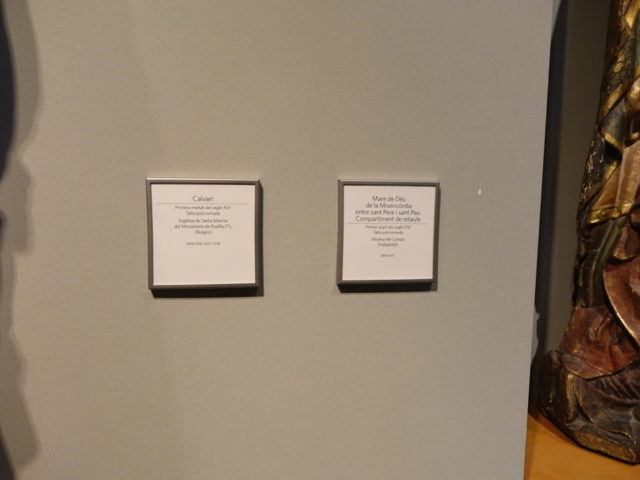 Calvari
Primera meitat del segle XVI
Talla policromada
Església de Santa Marina
del Monasterio de Rodilla (?),
(Burgos)
Mare de Déu
de la Misericòrdia
entre sant Pere i sant Pau.
Compartiment de retaule
Primer quart del segle XVI
Talla policromada
Medina del Campo
(Valladolid)